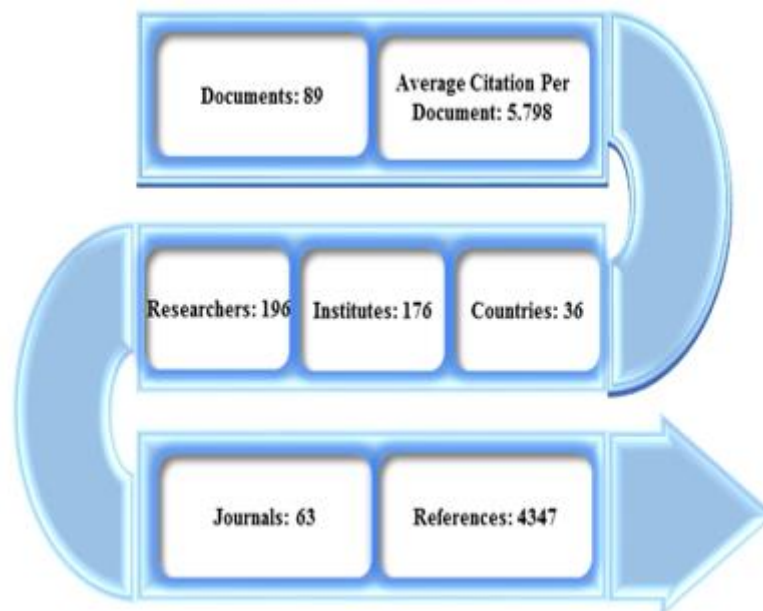 Documents: 89
Average Citation Per
Document: 5.798
Researchers: 196
Institutes: 176
Countries: 36
Journals: 63
References: 4347